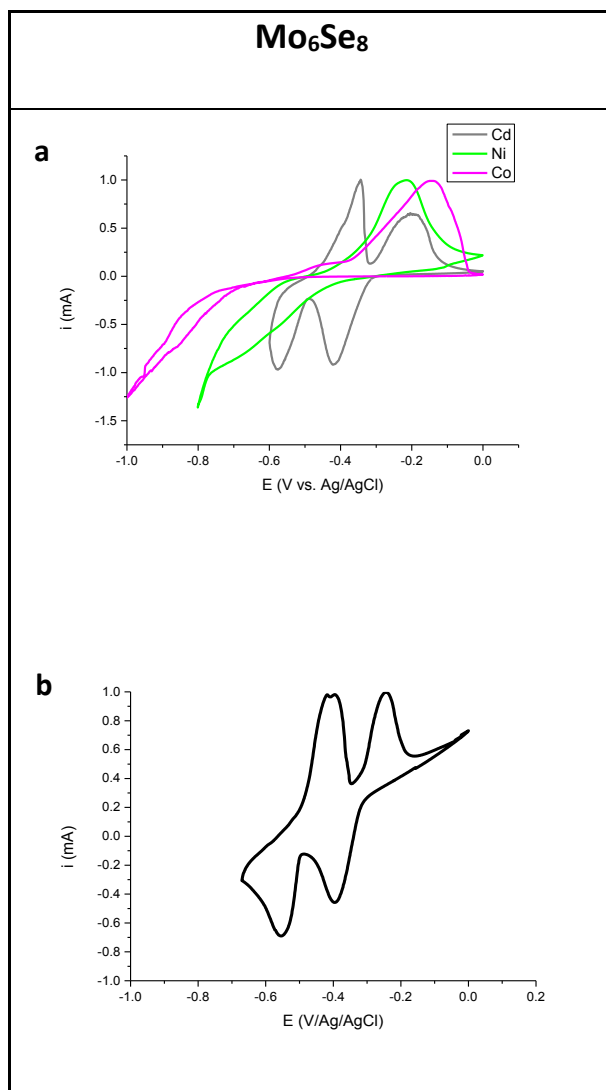 Mo₆Se₈
a
Cd
Ni
Co
1.0
0.5
0.0
-0.5
-1.0
-1.5
i (mA)
-1.0 -0.8 -0.6 -0.4 -0.2 0.0
E (V vs. Ag/AgCl)
b
1.0
0.8
0.6
0.4
0.2
0.0
-0.2
-0.4
-0.6
-0.8
-1.0
i (mA)
-1.0 -0.8 -0.6 -0.4 -0.2 0.0 0.2
E (V/Ag/AgCl)